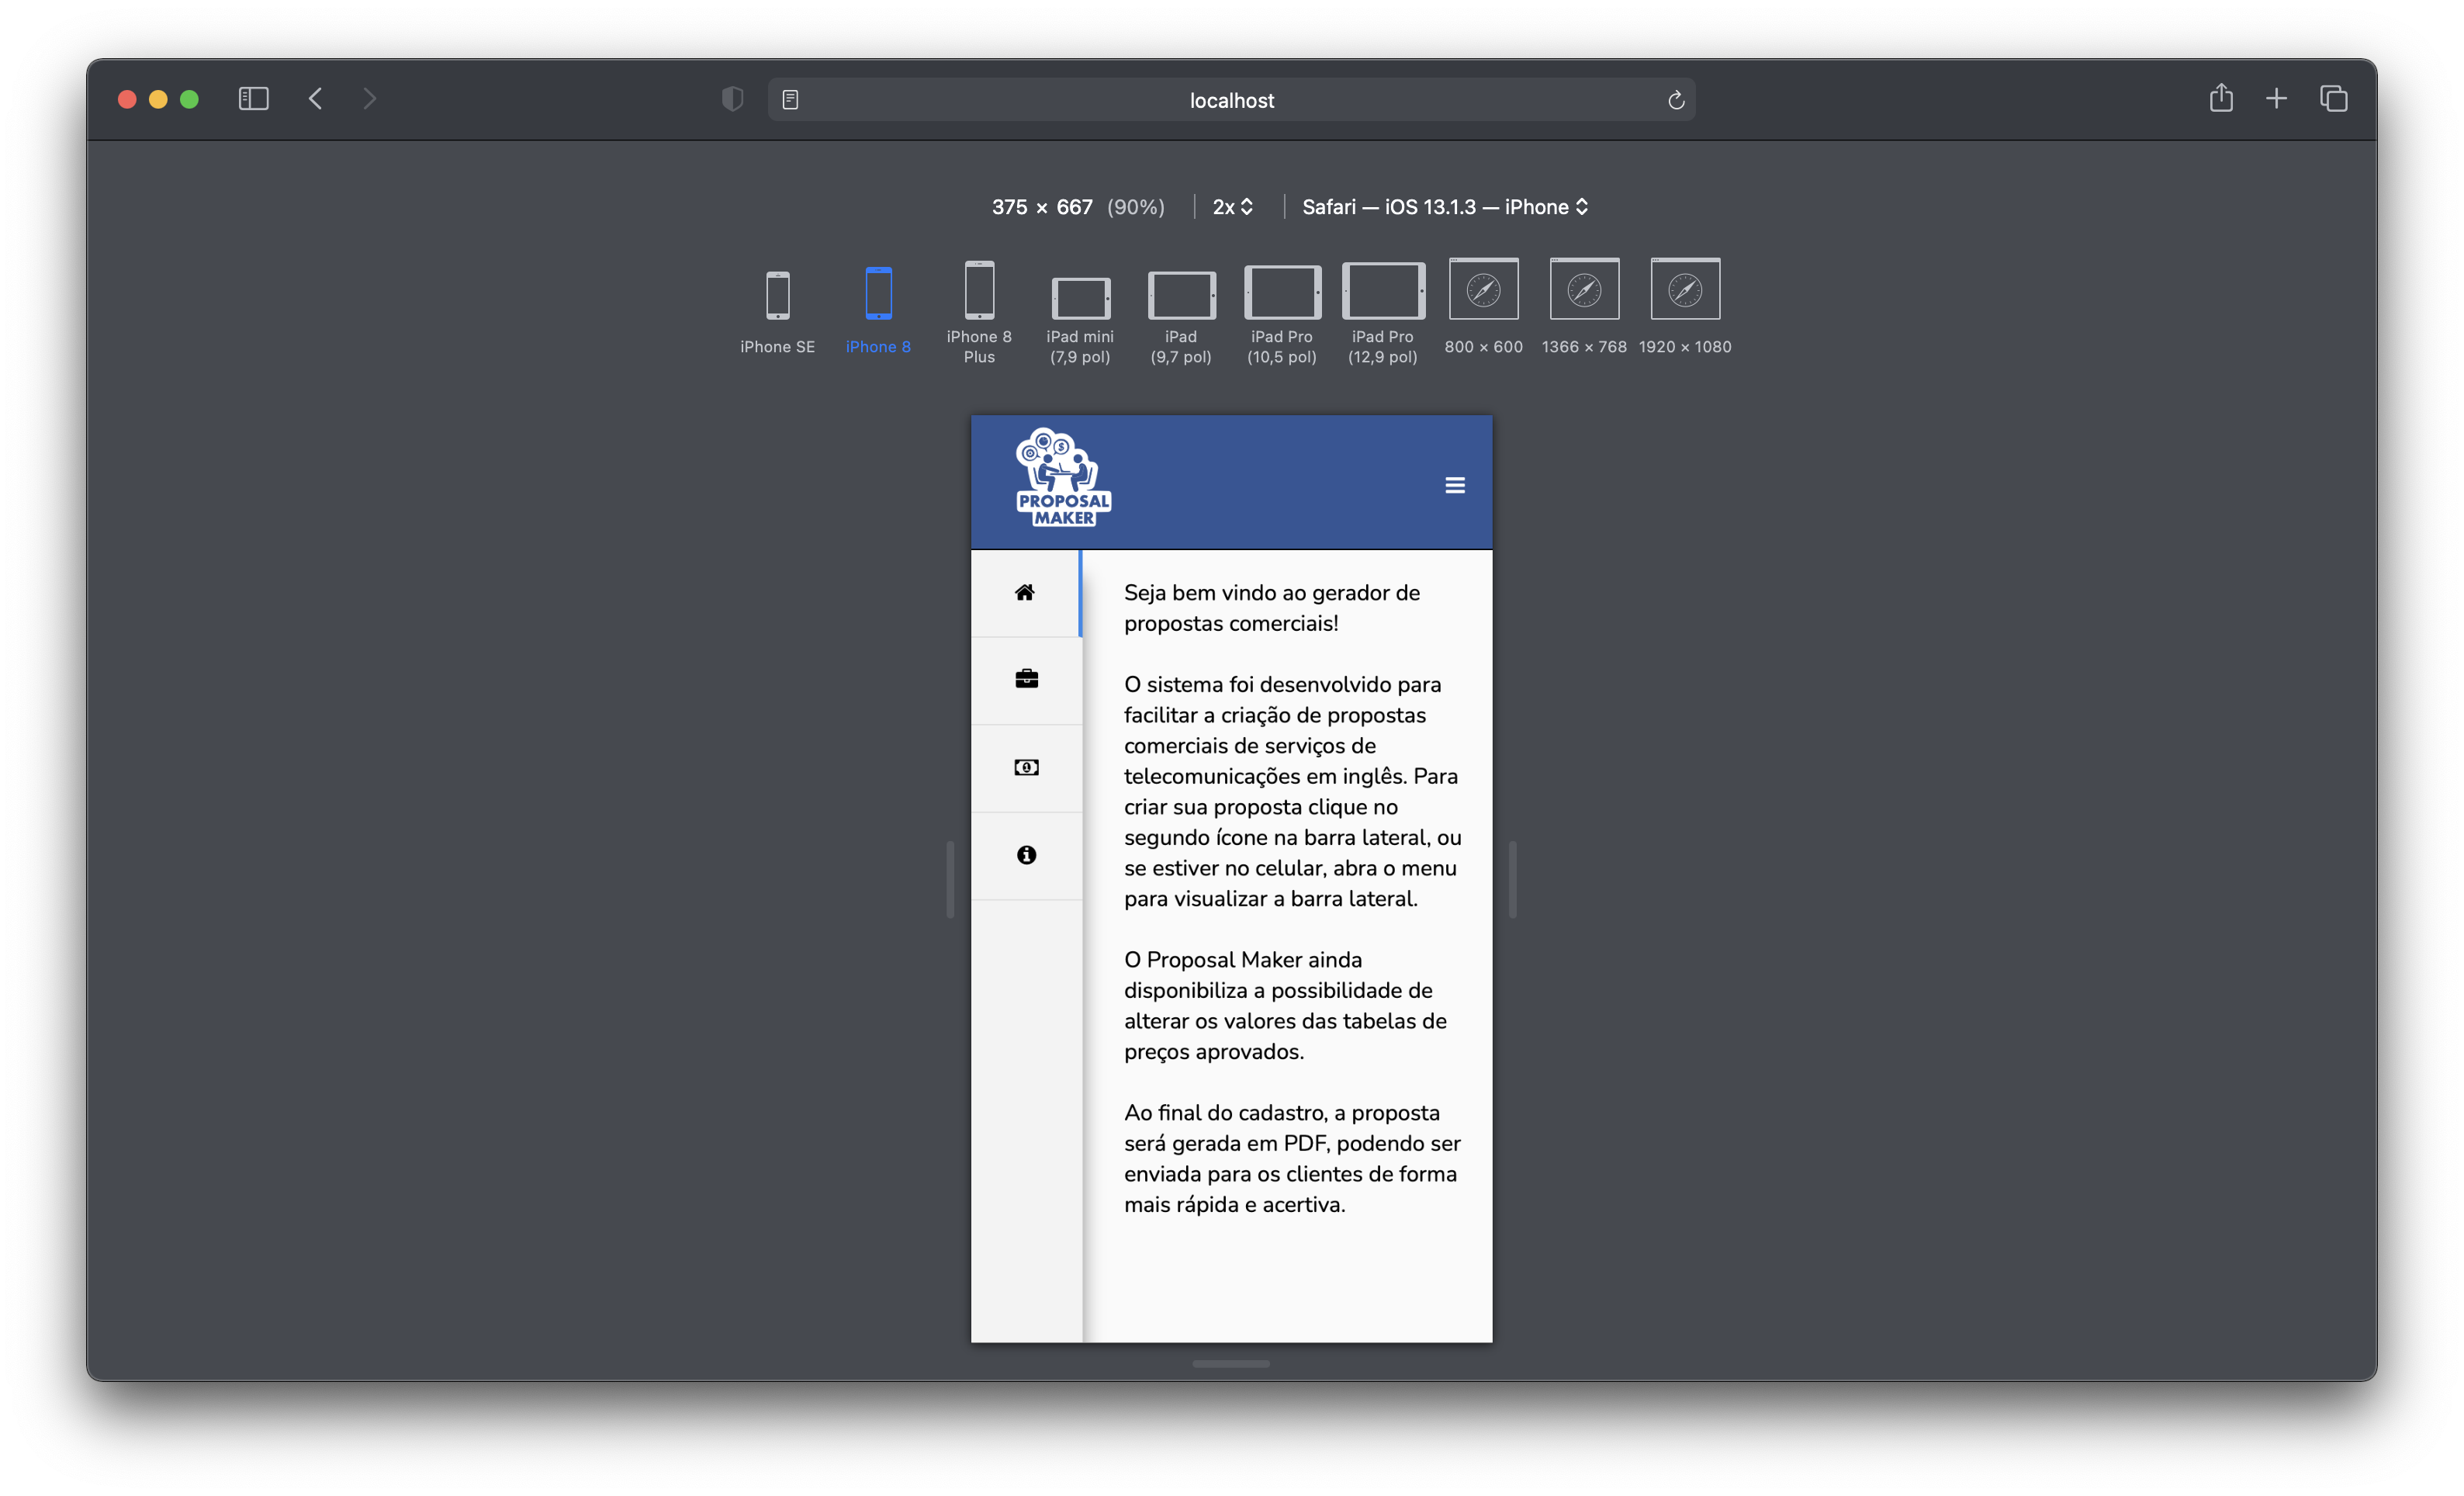 localhost
375 × 667 (90%) 2x Safari — iOS 13.1.3 — iPhone
iPhone SE
iPhone 8
iPhone 8
Plus
iPad mini
(7,9 pol)
iPad
(9,7 pol)
iPad Pro
(10,5 pol)
iPad Pro
(12,9 pol)
800 × 600
1366 × 768
1920 × 1080
PROPOSAL
MAKER
Seja bem vindo ao gerador de
propostas comerciais!
O sistema foi desenvolvido para
facilitar a criação de propostas
comerciais de serviços de
telecomunicações em inglês. Para
criar sua proposta clique no
segundo ícone na barra lateral, ou
se estiver no celular, abra o menu
para visualizar a barra lateral.
O Proposal Maker ainda
disponibiliza a possibilidade de
alterar os valores das tabelas de
preços aprovados.
Ao final do cadastro, a proposta
será gerada em PDF, podendo ser
enviada para os clientes de forma
mais rápida e acertiva.